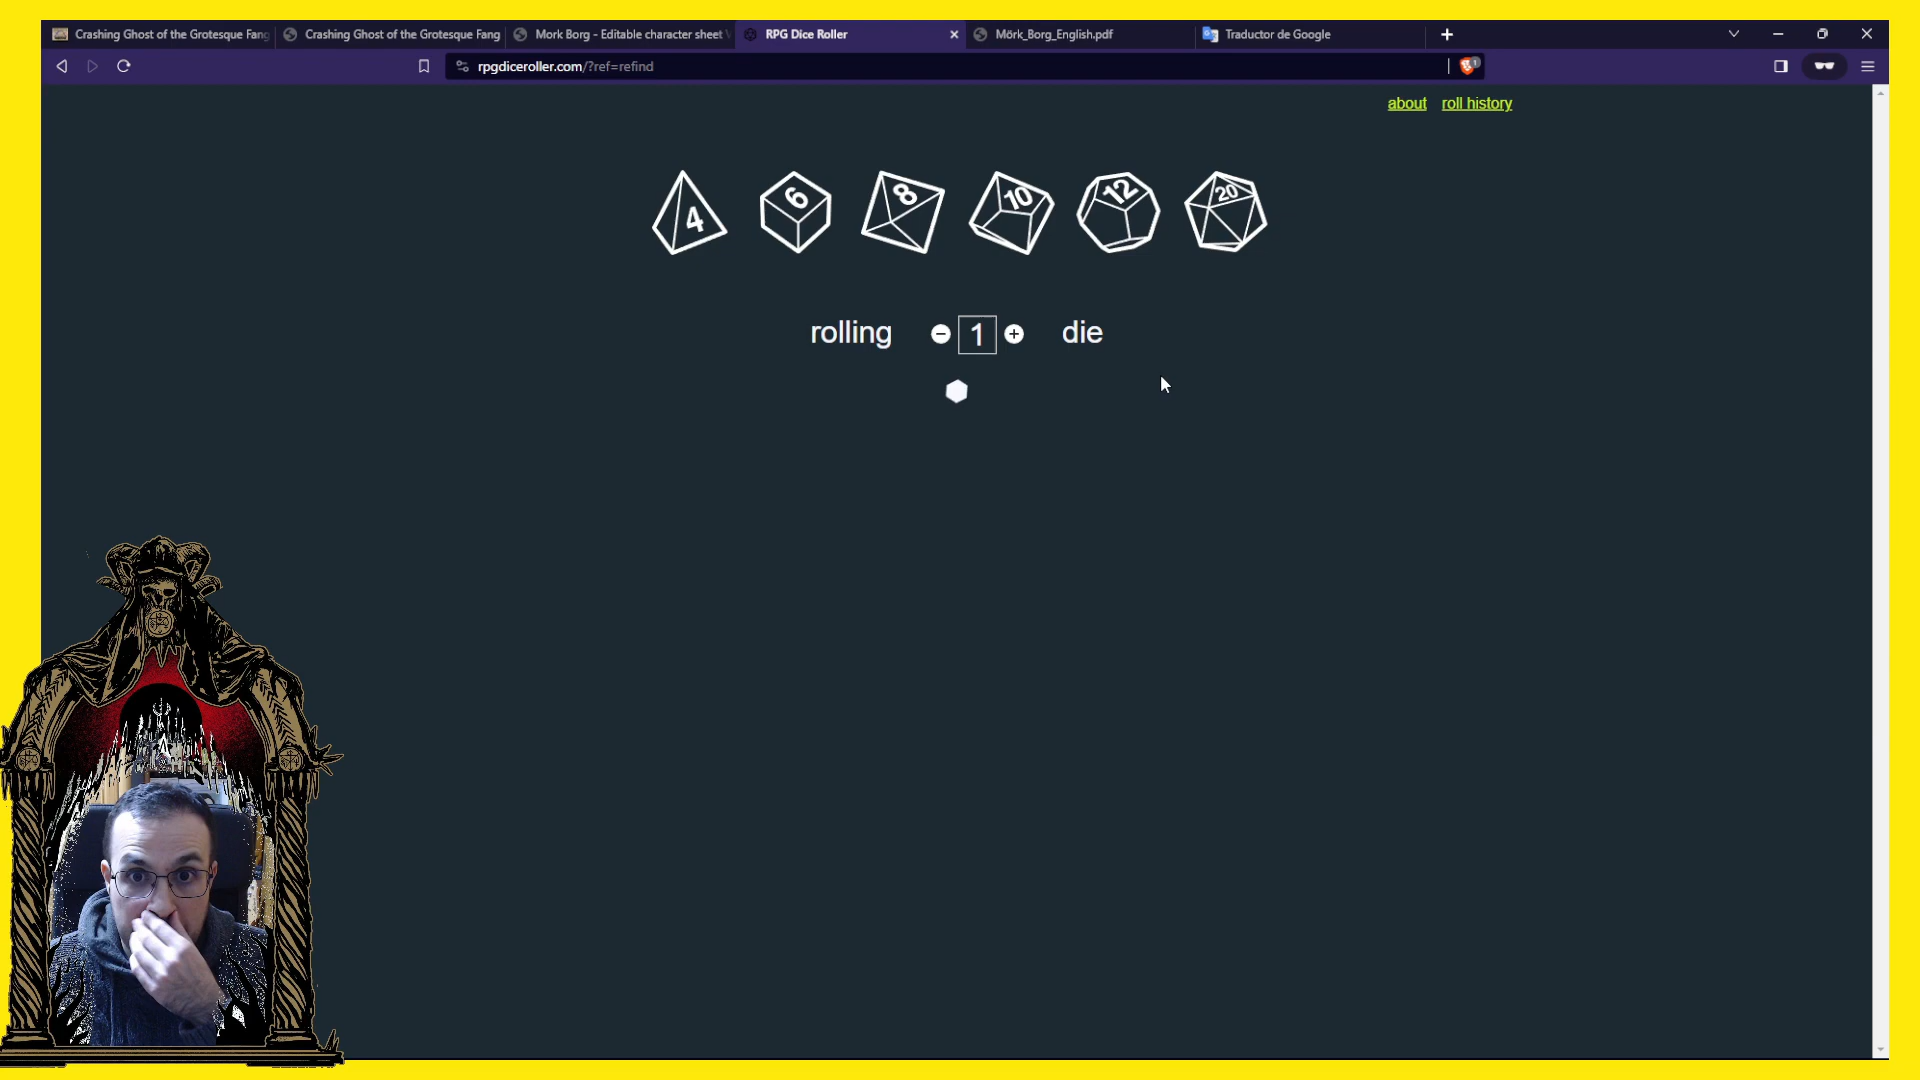 Crashing Ghost of the Grotesque Fang
Crashing Ghost of the Grotesque Fang
Mork Borg - Editable character sheet
RPG Dice Roller
Mörk_Borg_English.pdf
Traductor de Google
rpgdiceroller.com/?ref=refind
1
about roll history
4 6 8 10 12 20
rolling 1 die